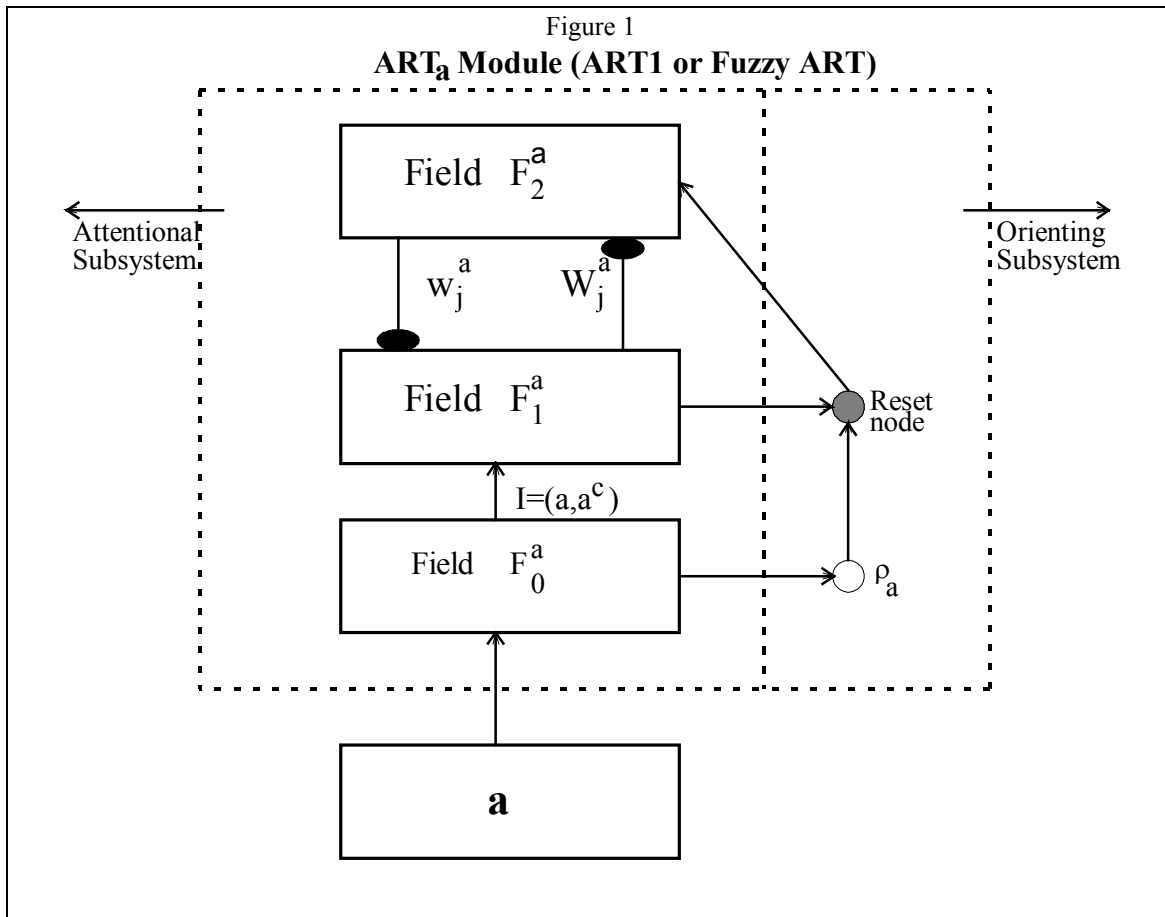 Figure 1
ARTₐ Module (ART1 or Fuzzy ART)
Field F₂ᵃ
Attentional
Subsystem
Orienting
Subsystem
wⱼᵃ
Wⱼᵃ
Field F₁ᵃ
Reset
node
I=(a,aᶜ)
Field F₀ᵃ
ρₐ
a